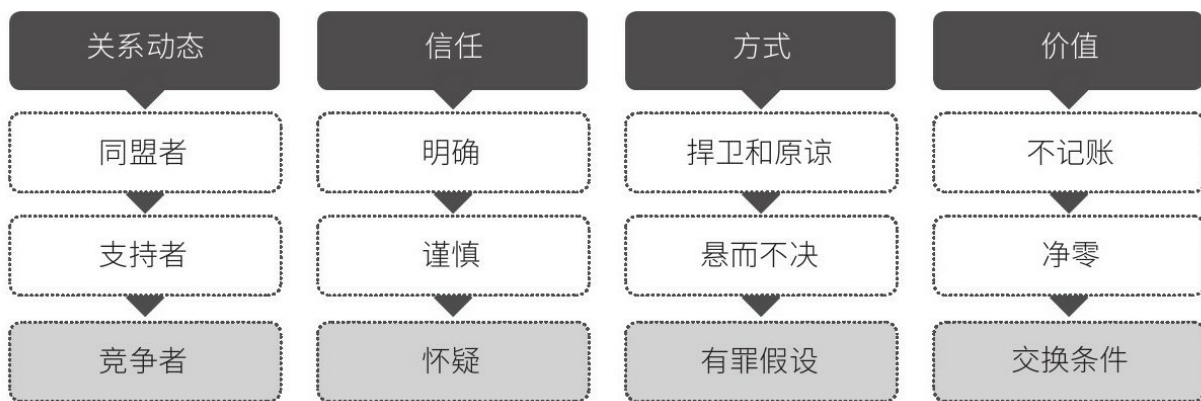 关系动态
信任
方式
价值
同盟者
明确
捍卫和原谅
不记账
支持者
谨慎
悬而不决
净零
竞争者
怀疑
有罪假设
交换条件